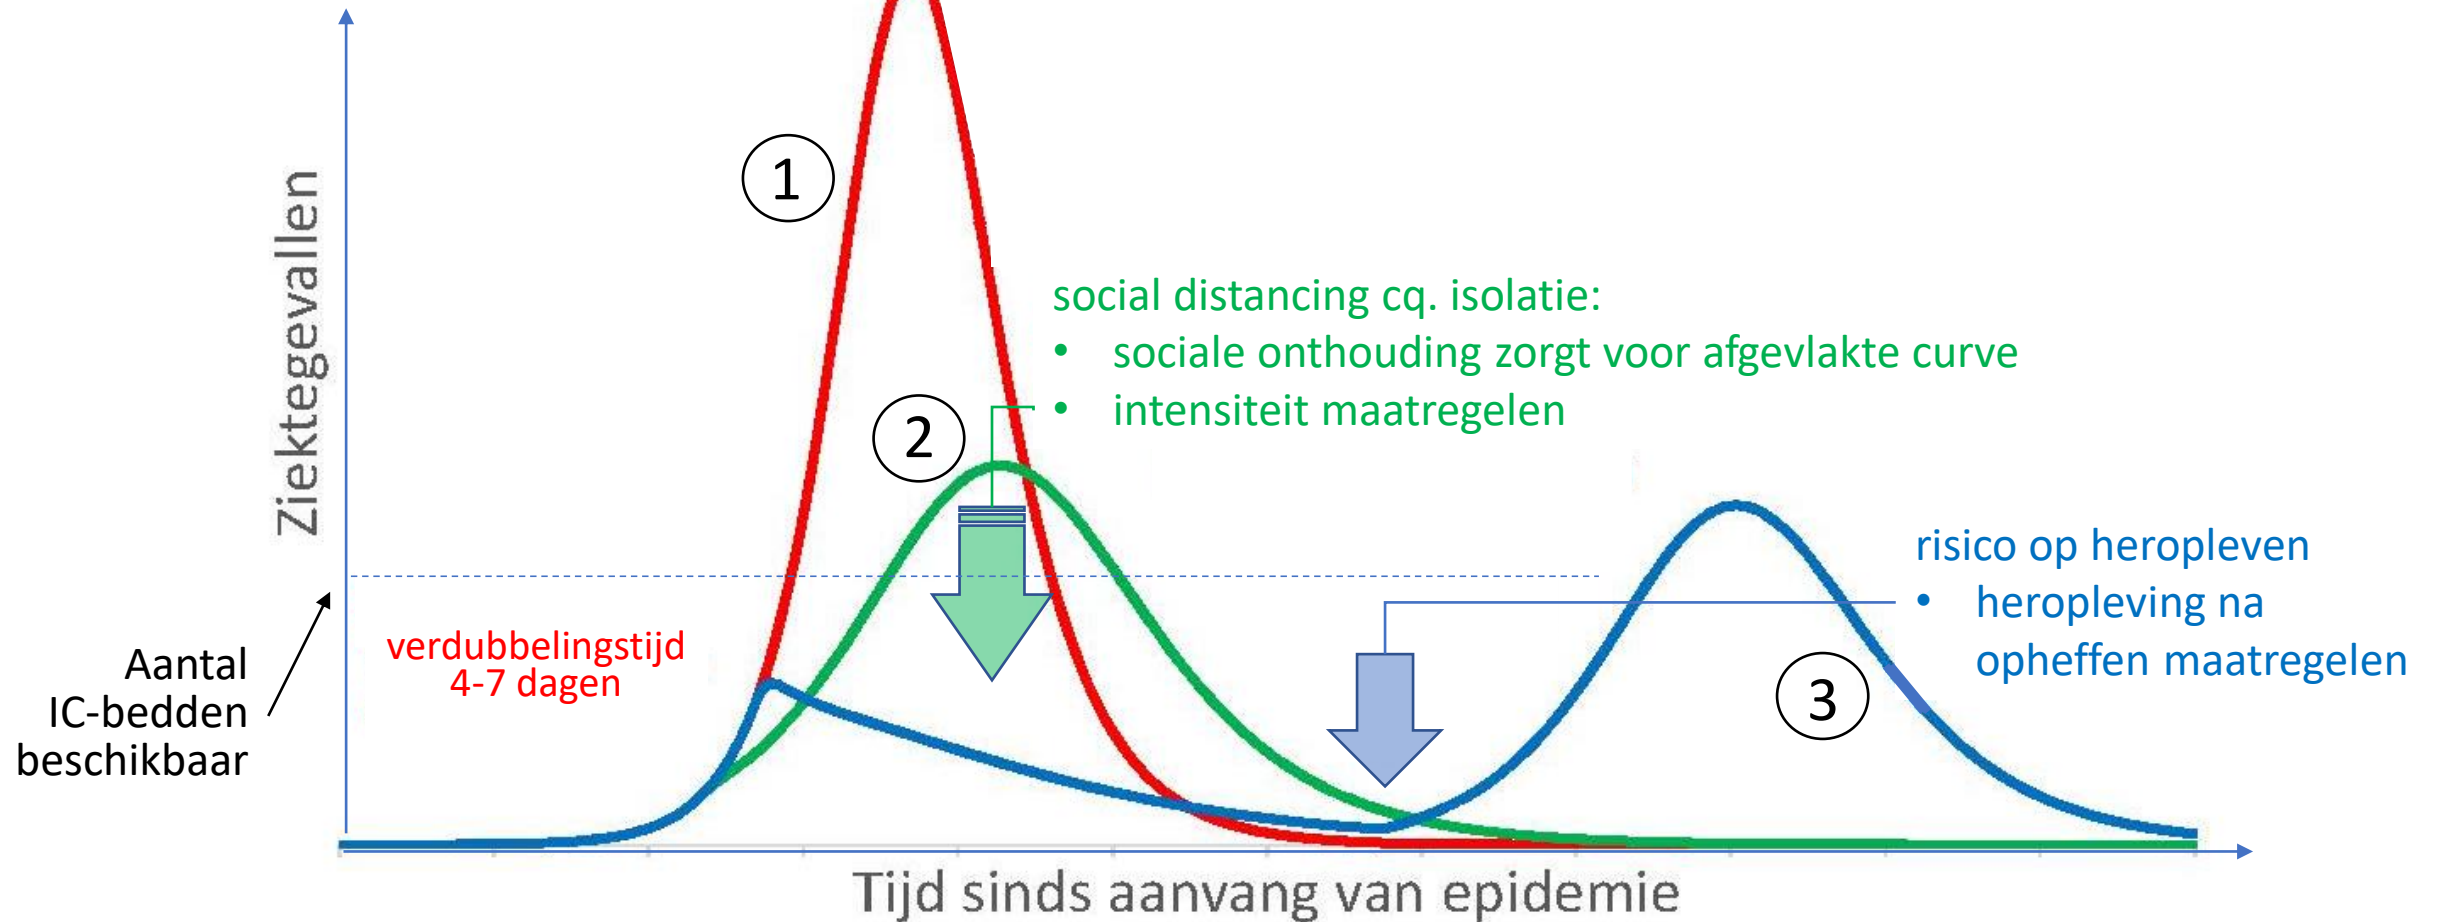 Ziektegevallen
1
social distancing cq. isolatie:
• sociale onthouding zorgt voor afgevlakte curve
• intensiteit maatregelen
2
risico op heropleven
• heropleving na
opheffen maatregelen
verdubbelingstijd
4-7 dagen
Aantal
IC-bedden
beschikbaar
3
Tijd sinds aanvang van epidemie